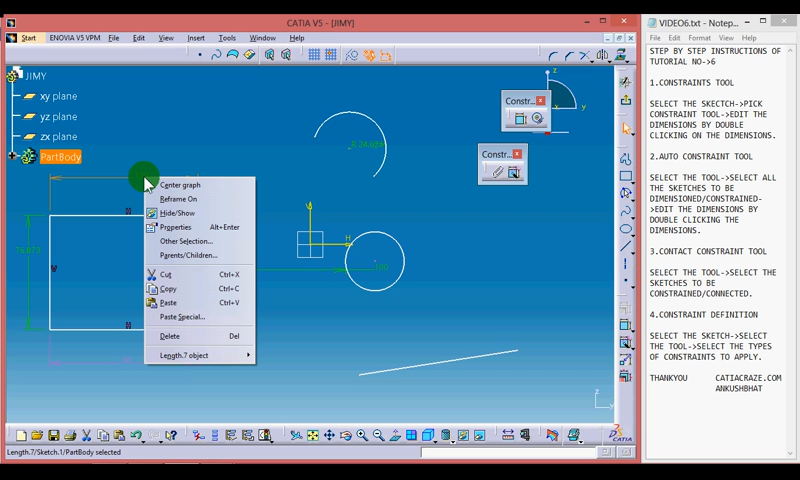 CATIA V5 - [JIMY]
Start ENOVIA V5 VPM File Edit View Insert Tools Window Help
JIMY
xy plane
yz plane
zx plane
PartBody
Constr...
Constr...
z
y
x
V
H
H
V
H
100
Center graph
Reframe On
Hide/Show
Properties Alt+Enter
Other Selection...
Parents/Children...
Cut Ctrl+X
Copy Ctrl+C
Paste Ctrl+V
Paste Special...
Delete Del
Length.7 object
z
y
CATIA
Length.7/Sketch.1/PartBody selected
VIDEO6.txt - Notep...
File Edit Format View Help
STEP BY STEP INSTRUCTIONS OF
TUTORIAL NO->6
1.CONSTRAINTS TOOL
SELECT THE SKECTCH->PICK
CONSTRAINT TOOL->EDIT THE
DIMENSIONS BY DOUBLE
CLICKING ON THE DIMENSIONS.
2.AUTO CONSTRAINT TOOL
SELECT THE TOOL->SELECT ALL
THE SKETCHES TO BE
DIMENSIONED/CONSTRAINED-
>EDIT THE DIMENSIONS BY
DOUBLE CLICKING THE
DIMENSION.
3.CONTACT CONSTRAINT TOOL
SELECT THE TOOL->SELECT THE
SKETCHES TO BE
CONSTRAINED/CONNECTED.
4.CONSTRAINT DEFINITION
SELECT THE SKETCH->SELECT
THE TOOL->SELECT THE TYPES
OF CONSTRAINTS TO APPLY.
THANKYOU CATIACRAZE.COM
ANKUSHBHAT